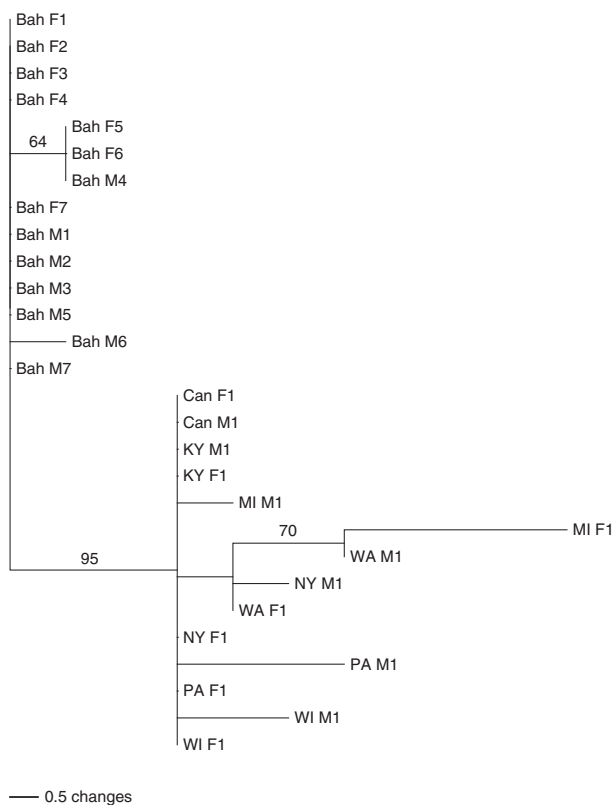 Bah F1
Bah F2
Bah F3
Bah F4
Bah F5
64
Bah F6
Bah M4
Bah F7
Bah M1
Bah M2
Bah M3
Bah M5
Bah M6
Bah M7
Can F1
Can M1
KY M1
KY F1
MI M1
70
MI F1
95
WA M1
NY M1
WA F1
NY F1
PA M1
PA F1
WI M1
WI F1
0.5 changes